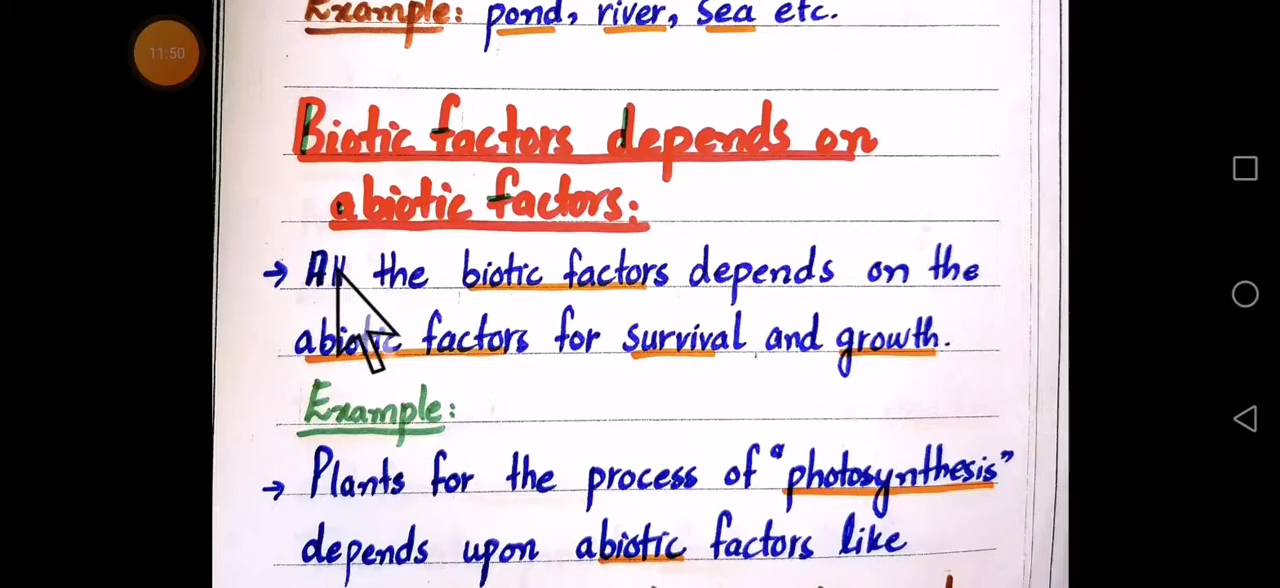 Example: pond, river, sea etc.
11:50
Biotic factors depends on
abiotic factors:
→ All the biotic factors depends on the
abiotic factors for survival and growth.
Example:
→ Plants for the process of "photosynthesis"
depends upon abiotic factors like